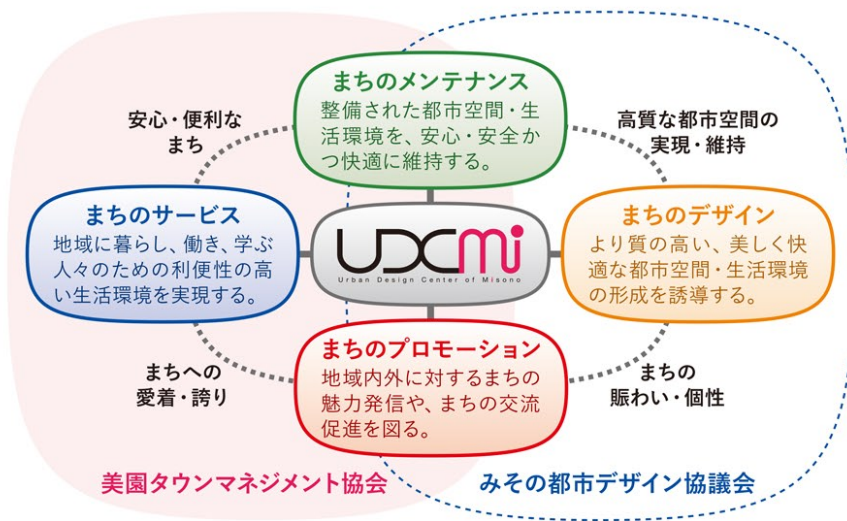 まちのメンテナンス
整備された都市空間・生
活環境を、安心・安全か
つ快適に維持する。
安心・便利な
まち
高質な都市空間の
実現・維持
まちのサービス
地域に暮らし、働き、学ぶ
人々のための利便性の高
い生活環境を実現する。
UDCmi
Urban Design Center of Misono
まちのデザイン
より質の高い、美しく快
適な都市空間・生活環境
の形成を誘導する。
まちのプロモーション
地域内外に対するまちの
魅力発信や、まちの交流
促進を図る。
まちへの
愛着・誇り
まちの
賑わい・個性
美園タウンマネジメント協会
みその都市デザイン協議会